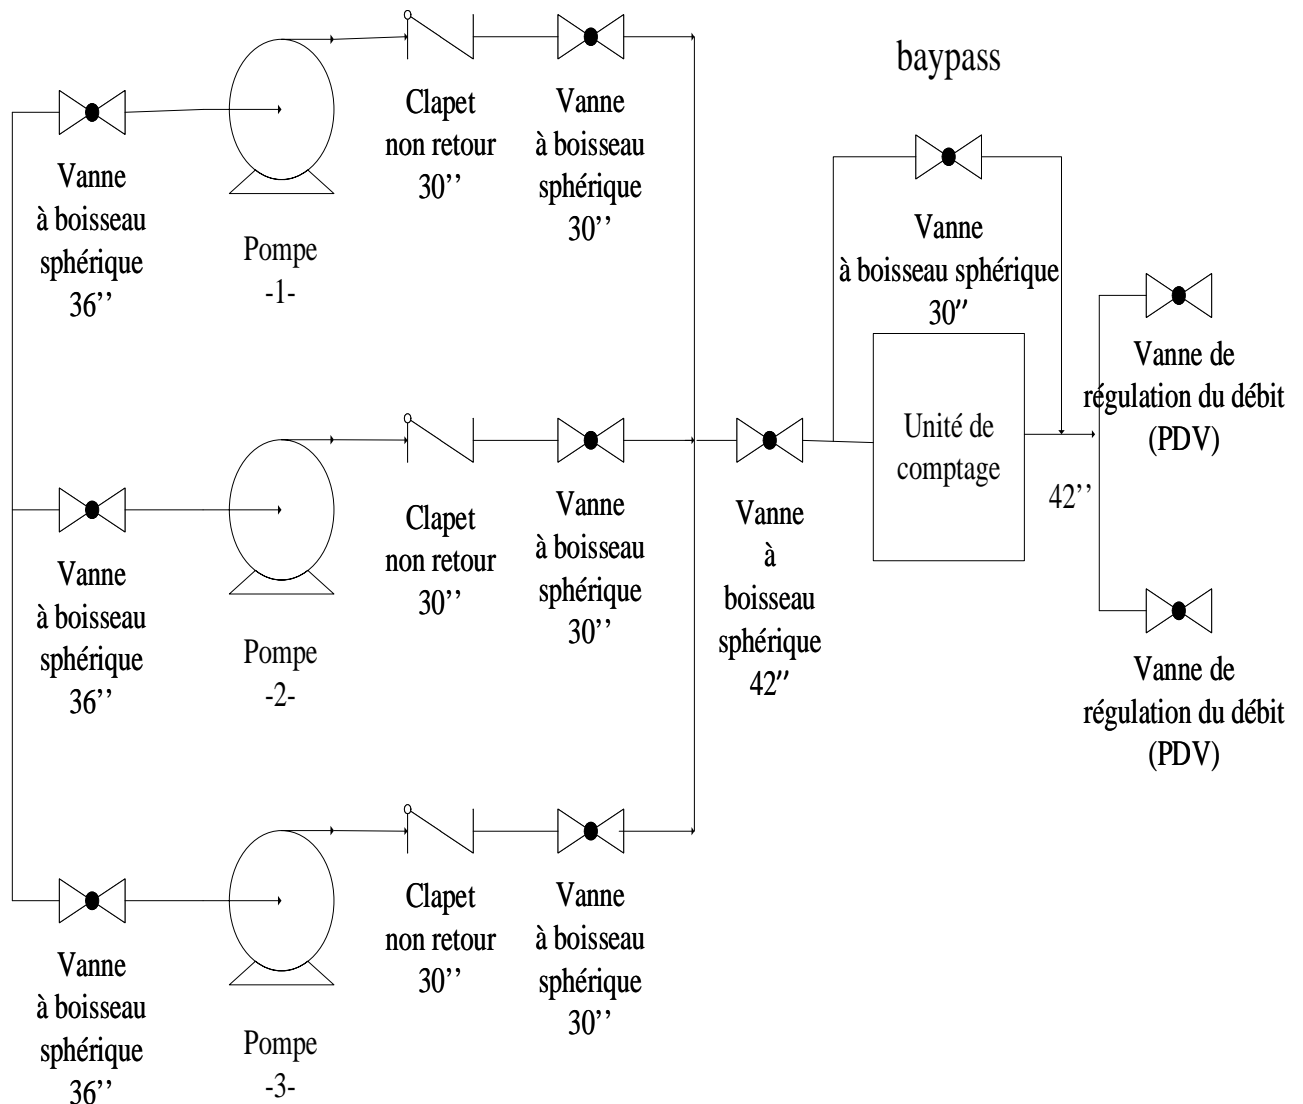 baypass
Clapet
non retour
30’’
Vanne
à boisseau
sphérique
30’’
Vanne
à boisseau
sphérique
36’’
Pompe
-1-
Vanne
à boisseau sphérique
30”
Vanne de
régulation du débit
(PDV)
Unité de
comptage
42’’
Clapet
non retour
30’’
Vanne
à boisseau
sphérique
30’’
Vanne
à
boisseau
sphérique
42”
Vanne
à boisseau
sphérique
36’’
Pompe
-2-
Vanne de
régulation du débit
(PDV)
Clapet
non retour
30’’
Vanne
à boisseau
sphérique
30’’
Vanne
à boisseau
sphérique
36’’
Pompe
-3-